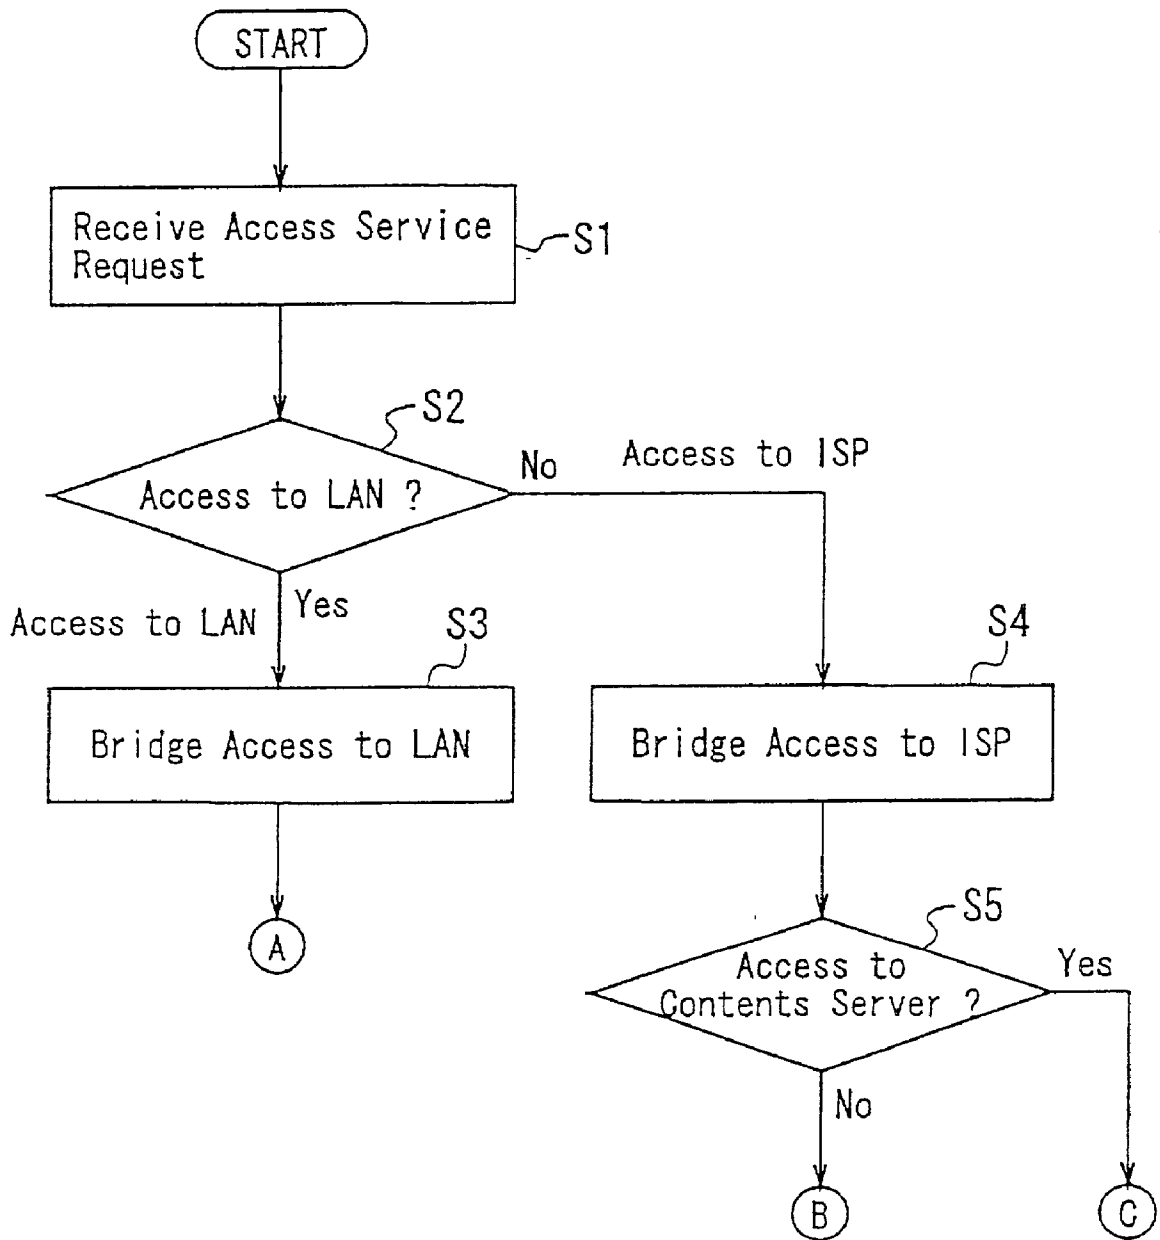 START
Receive Access Service
Request
S1
S2
Access to LAN ?
No
Access to ISP
Yes
Access to LAN
S3
S4
Bridge Access to LAN
Bridge Access to ISP
A
S5
Access to
Contents Server ?
Yes
No
B
C